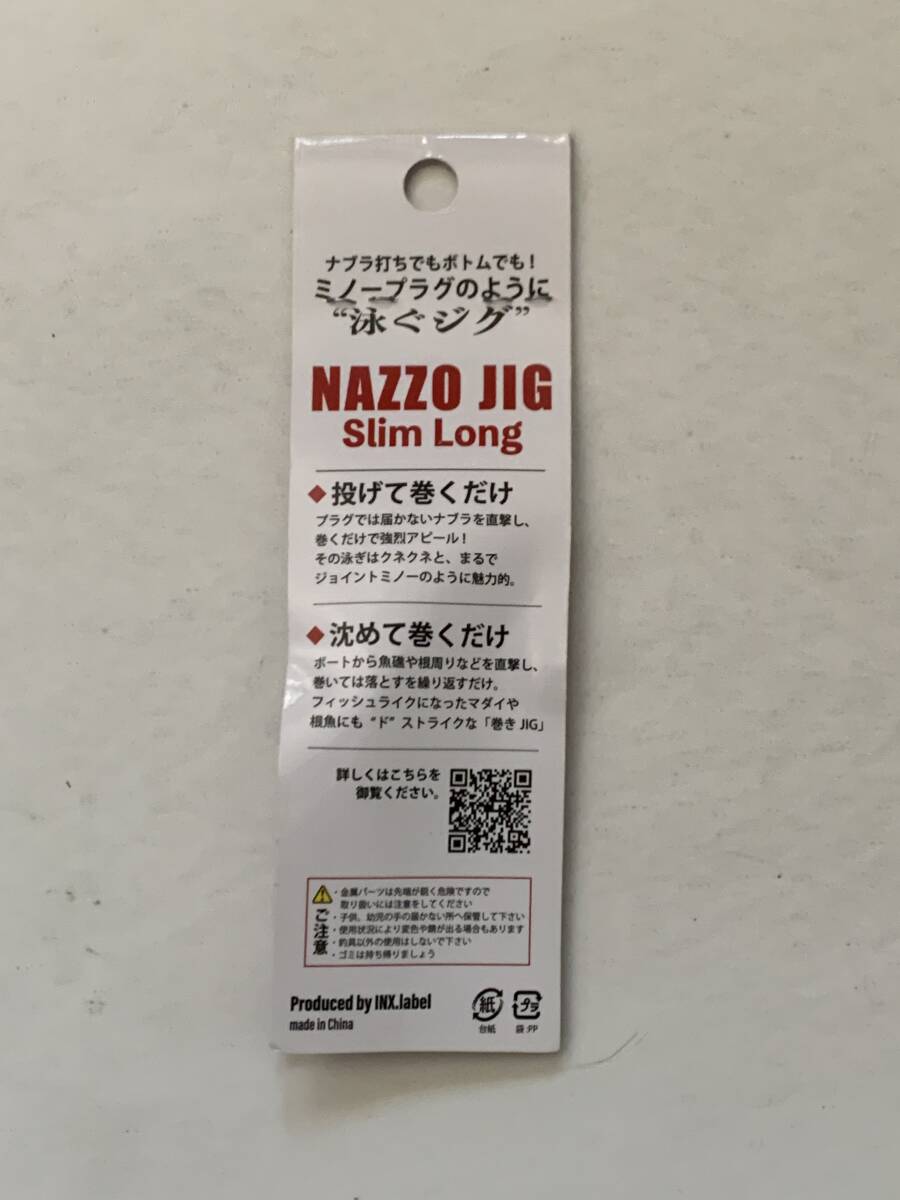 ナブラ打ちでもボトムでも！
ミノープラグのように
“泳ぐジグ”
NAZZO JIG
Slim Long
◆投げて巻くだけ
プラグでは届かないナブラを直撃し、
巻くだけで強烈アピール！
その泳ぎはクネクネと、まるで
ジョイントミノーのように魅力的。
◆沈めて巻くだけ
ボートから魚礁や根周りなどを直撃し、
巻いては落とすを繰り返すだけ。
フィッシュライクになったマダイや
根魚にも “ド” ストライクな「巻き JIG」
詳しくはこちらを
御覧ください。
ご注意
・金属パーツは先端が鋭く危険ですので
取り扱いには注意をしてください
・子供、幼児の手の届かない所へ保管して下さい
・使用状況により変色や錆が出る場合もあります
・釣具以外の使用はしないで下さい
・ゴミは持ち帰りましょう
Produced by INX.label
made in China
紙
台紙
プラ
袋:PP